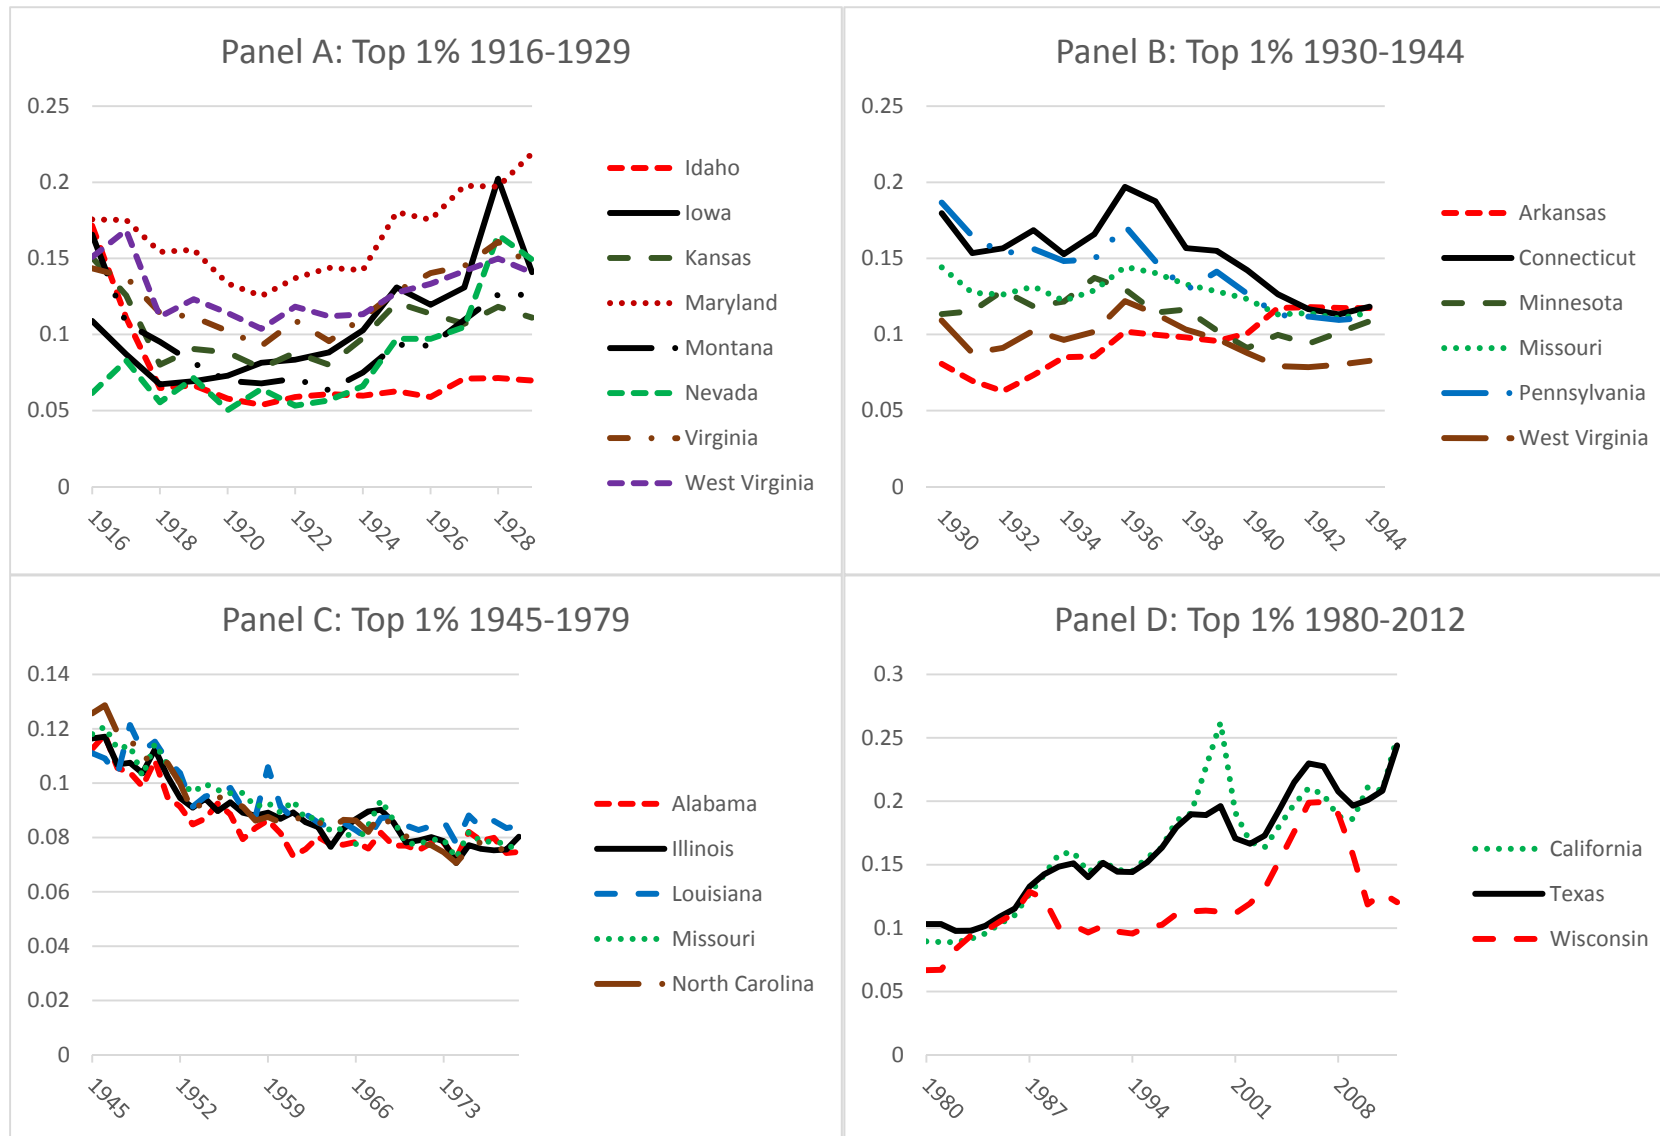 Panel A: Top 1% 1916-1929
0.25
0.2
0.15
0.1
0.05
0
1916
1918
1920
1922
1924
1926
1928
Idaho
Iowa
Kansas
Maryland
Montana
Nevada
Virginia
West Virginia
Panel B: Top 1% 1930-1944
0.25
0.2
0.15
0.1
0.05
0
1930
1932
1934
1936
1938
1940
1942
1944
Arkansas
Connecticut
Minnesota
Missouri
Pennsylvania
West Virginia
Panel C: Top 1% 1945-1979
0.14
0.12
0.1
0.08
0.06
0.04
0.02
0
1945
1952
1959
1966
1973
Alabama
Illinois
Louisiana
Missouri
North Carolina
Panel D: Top 1% 1980-2012
0.3
0.25
0.2
0.15
0.1
0.05
0
1980
1987
1994
2001
2008
California
Texas
Wisconsin